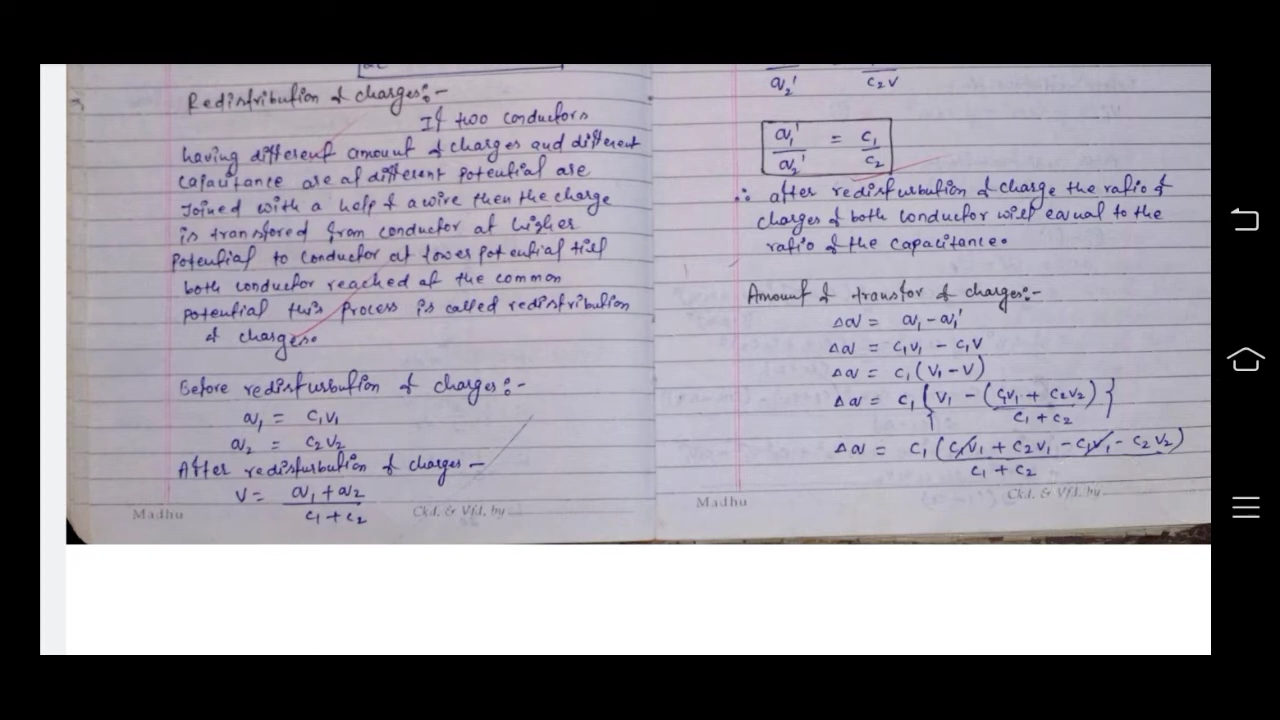 Redistribution of charges:-
If two conductors
having different amount of charges and different
capacitance are at different potential are
Joined with a help of a wire then the charge
is transfored from conductor at higher
Potential to conductor at lower potential till
both conductor reached at the common
potential this process is called redistribution
of charges.
Before redisturbution of charges:-
Q₁ = C₁V₁
Q₂ = C₂V₂
After redisturbution of charges -
V = Q₁ + Q₂ / C₁ + C₂
Madhu
Ckd. & Vfd. by
Q₂' C₂V
Q₁' / Q₂' = C₁ / C₂
∴ after redisturbution of charge the ratio of
charges of both conductor will equal to the
ratio of the capacitance.
Amount of transfor of charges:-
ΔQ = Q₁ - Q₁'
ΔQ = C₁V₁ - C₁V
ΔQ = C₁ (V₁ - V)
ΔQ = C₁ { V₁ - (C₁V₁ + C₂V₂) / C₁ + C₂ }
ΔQ = C₁ (C₁V₁ + C₂V₁ - C₁V₁ - C₂V₂) / C₁ + C₂
Madhu
Ckd. & Vfd. by